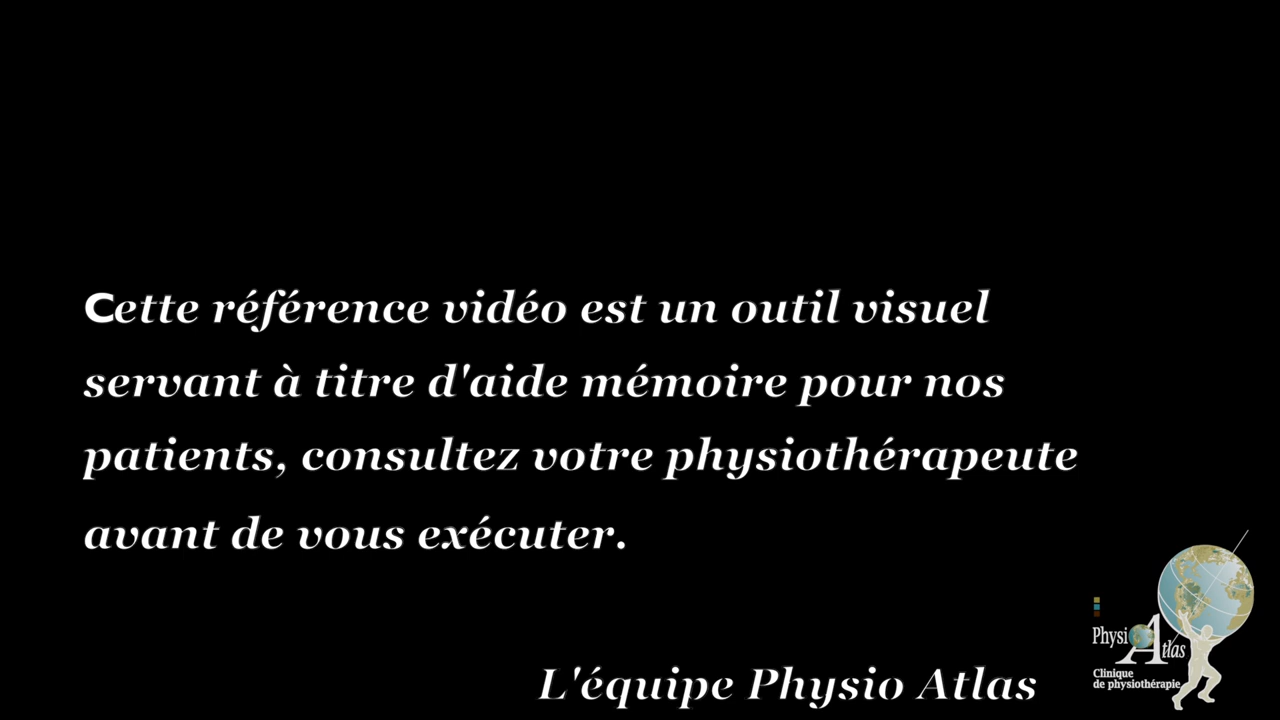 Cette référence vidéo est un outil visuel
servant à titre d'aide mémoire pour nos
patients, consultez votre physiothérapeute
avant de vous exécuter.
L'équipe Physio Atlas
Physio Atlas
Clinique
de physiothérapie